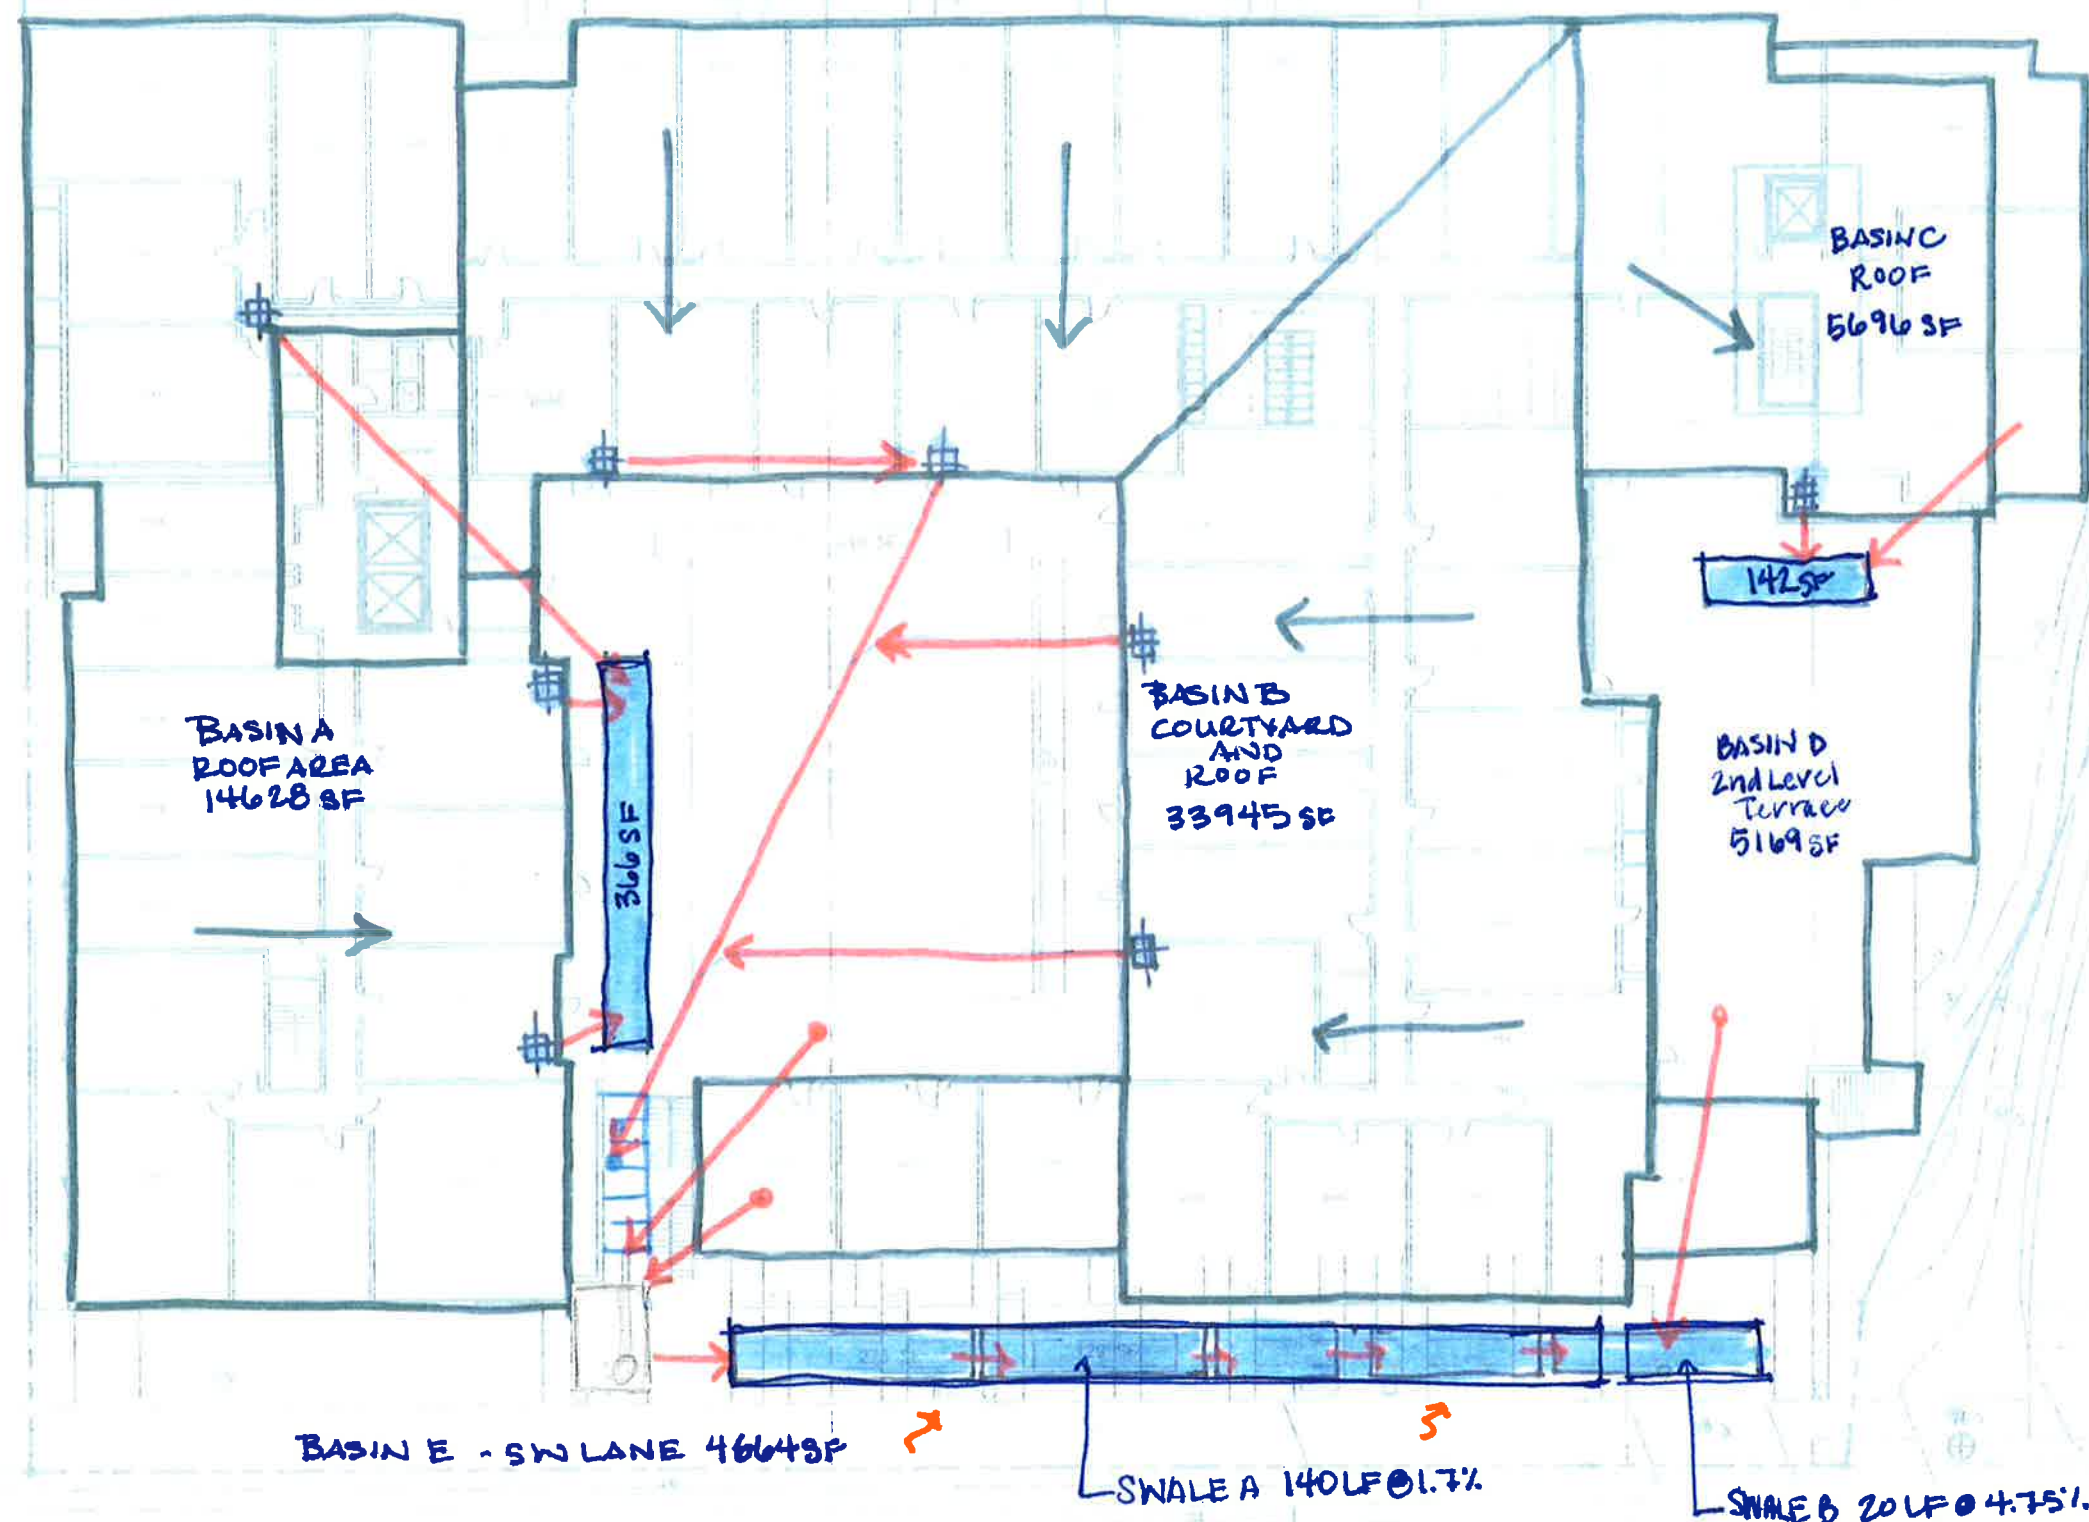 BASIN C
ROOF
5696 SF
142 SF
BASIN A
ROOF AREA
14628 SF
366 SF
BASIN B
COURTYARD
AND
ROOF
33945 SF
BASIN D
2nd Level
Terrace
5169 SF
BASIN E - SW LANE 4664 SF
SWALE A 140 LF @ 1.7%
SWALE B 20 LF @ 4.75%